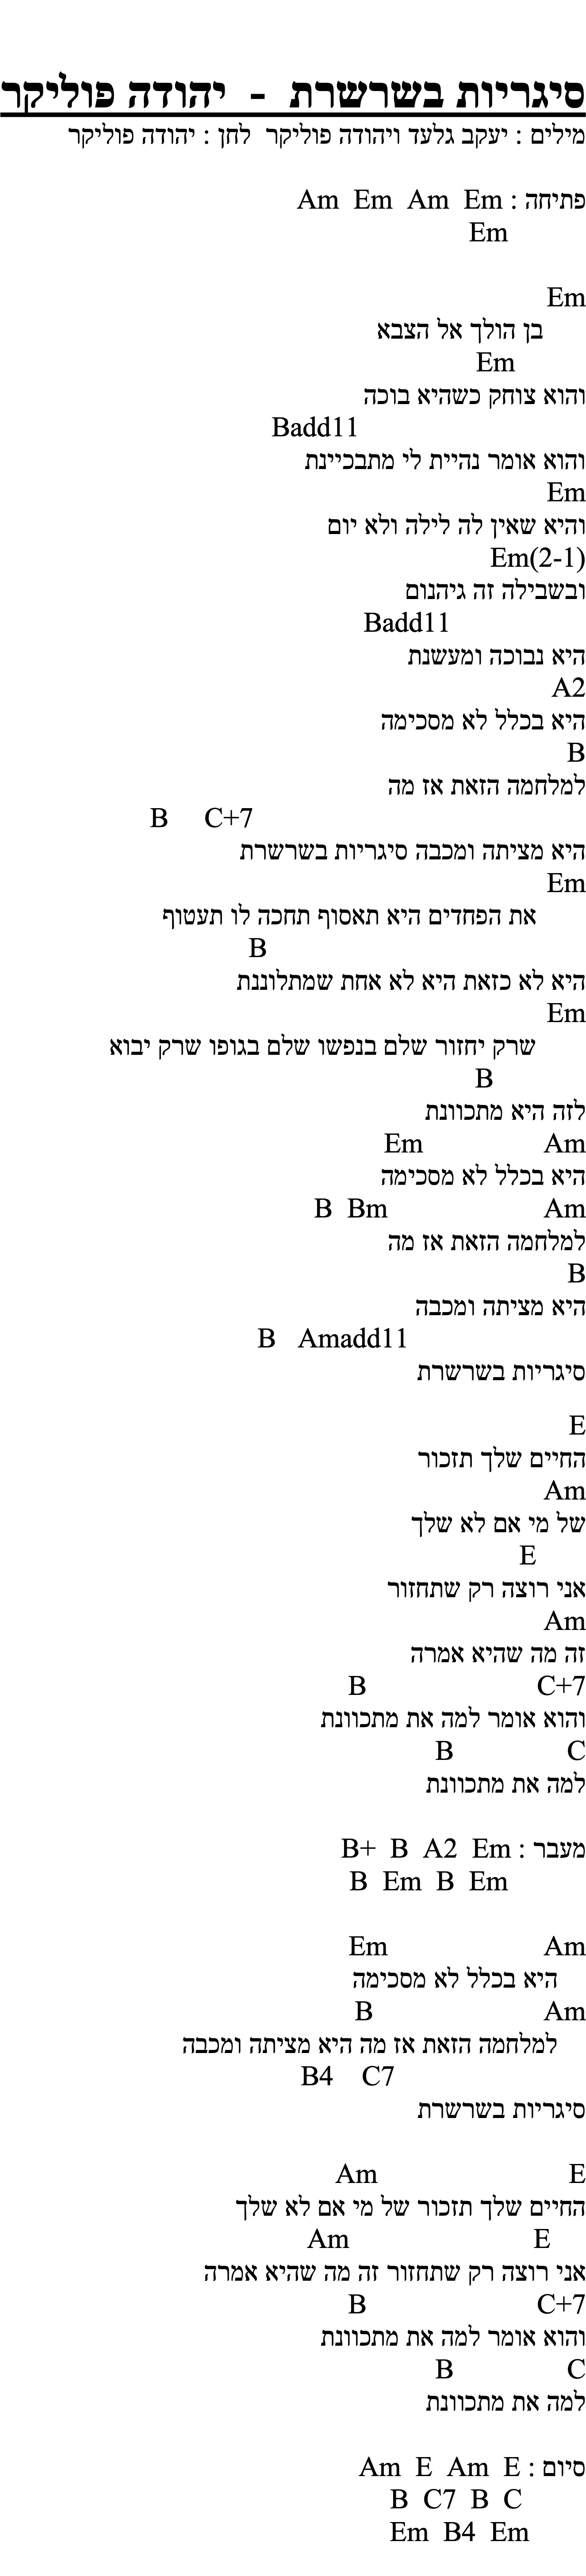 סיגריות בשרשרת - יהודה פוליקר
מילים : יעקב גלעד ויהודה פוליקר לחן : יהודה פוליקר
פתיחה : Am Em Am Em
Em
Em
בן הולך אל הצבא
Em
והוא צוחק כשהיא בוכה
Badd11
והוא אומר נהיית לי מתבכיינת
Em
והיא שאין לה לילה ולא יום
Em(2-1)
ובשבילה זה גיהנום
Badd11
היא נבוכה ומעשנת
A2
היא בכלל לא מסכימה
B
למלחמה הזאת אז מה
B C+7
היא מציתה ומכבה סיגריות בשרשרת
Em
את הפחדים היא תאסוף תחכה לו תעטוף
B
היא לא כזאת היא לא אחת שמתלוננת
Em
שרק יחזור שלם בנפשו שלם בגופו שרק יבוא
B
לזה היא מתכוונת
Em Am
היא בכלל לא מסכימה
B Bm Am
למלחמה הזאת אז מה
B
היא מציתה ומכבה
B Amadd11
סיגריות בשרשרת
E
החיים שלך תזכור
Am
של מי אם לא שלך
E
אני רוצה רק שתחזור
Am
זה מה שהיא אמרה
B C+7
והוא אומר למה את מתכוונת
B C
למה את מתכוונת
מעבר : B+ B A2 Em
B Em B Em
Em Am
היא בכלל לא מסכימה
B Am
למלחמה הזאת אז מה היא מציתה ומכבה
B4 C7
סיגריות בשרשרת
Am E
החיים שלך תזכור של מי אם לא שלך
Am E
אני רוצה רק שתחזור זה מה שהיא אמרה
B C+7
והוא אומר למה את מתכוונת
B C
למה את מתכוונת
סיום : Am E Am E
B C7 B C
Em B4 Em